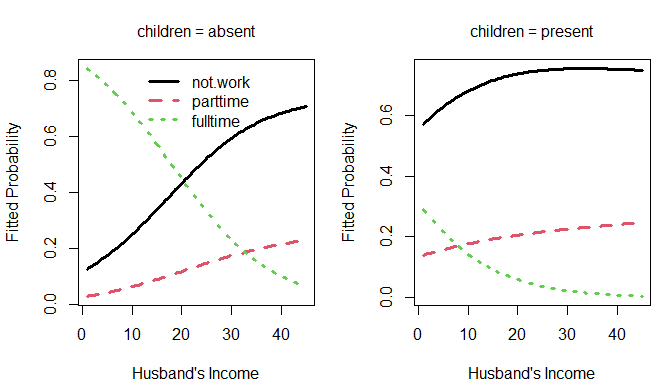 children = absent
not.work
parttime
fulltime
Fitted Probability
0.8
0.6
0.4
0.2
0.0
0 10 20 30 40
Husband's Income
children = present
Fitted Probability
0.6
0.4
0.2
0.0
0 10 20 30 40
Husband's Income